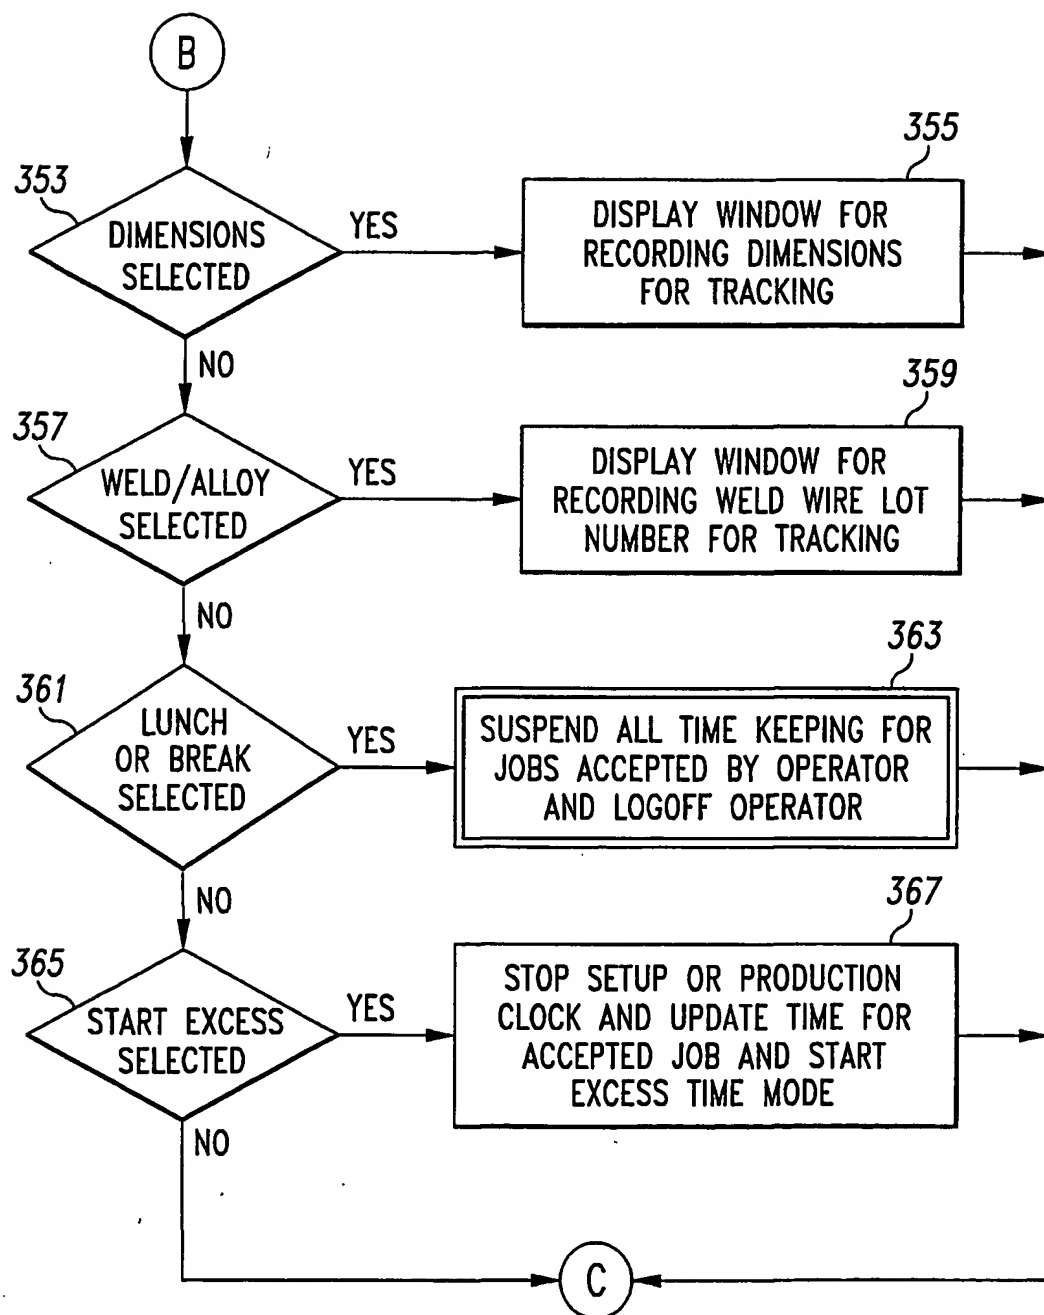 B
353
DIMENSIONS
SELECTED
YES
355
DISPLAY WINDOW FOR
RECORDING DIMENSIONS
FOR TRACKING
NO
357
WELD/ALLOY
SELECTED
YES
359
DISPLAY WINDOW FOR
RECORDING WELD WIRE LOT
NUMBER FOR TRACKING
NO
361
LUNCH
OR BREAK
SELECTED
YES
363
SUSPEND ALL TIME KEEPING FOR
JOBS ACCEPTED BY OPERATOR
AND LOGOFF OPERATOR
NO
365
START EXCESS
SELECTED
YES
367
STOP SETUP OR PRODUCTION
CLOCK AND UPDATE TIME FOR
ACCEPTED JOB AND START
EXCESS TIME MODE
NO
C